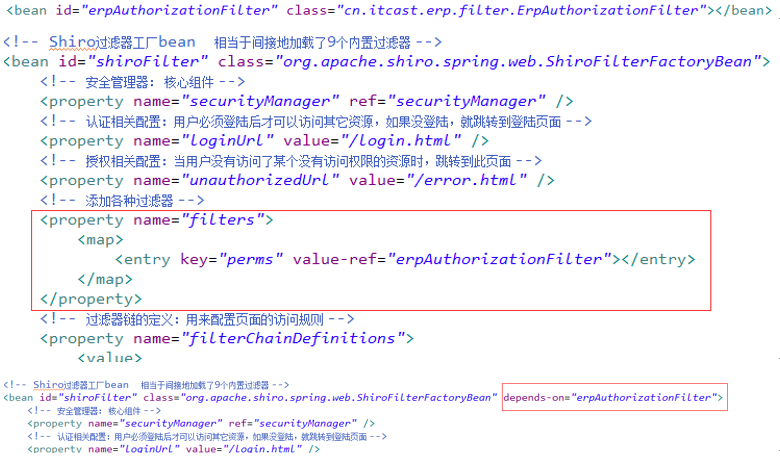 <bean id="erpAuthorizationFilter" class="cn.itcast.erp.filter.ErpAuthorizationFilter"></bean>
<!-- Shiro过滤器工厂bean  相当于间接地加载了9个内置过滤器 -->
<bean id="shiroFilter" class="org.apache.shiro.spring.web.ShiroFilterFactoryBean">
<!-- 安全管理器: 核心组件 -->
<property name="securityManager" ref="securityManager" />
<!-- 认证相关配置: 用户必须登陆后才可以访问其它资源, 如果没登陆, 就跳转到登陆页面 -->
<property name="loginUrl" value="/login.html" />
<!-- 授权相关配置: 当用户没有访问了某个没有访问权限的资源时, 跳转到此页面 -->
<property name="unauthorizedUrl" value="/error.html" />
<!-- 添加各种过滤器 -->
<property name="filters">
<map>
<entry key="perms" value-ref="erpAuthorizationFilter"></entry>
</map>
</property>
<!-- 过滤器链的定义: 用来配置页面的访问规则 -->
<property name="filterChainDefinitions">
<value>
<!-- Shiro过滤器工厂bean  相当于间接地加载了9个内置过滤器 -->
<bean id="shiroFilter" class="org.apache.shiro.spring.web.ShiroFilterFactoryBean" depends-on="erpAuthorizationFilter">
<!-- 安全管理器: 核心组件 -->
<property name="securityManager" ref="securityManager" />
<!-- 认证相关配置: 用户必须登陆后才可以访问其它资源, 如果没登陆, 就跳转到登陆页面 -->
<property name="loginUrl" value="/login.html" />